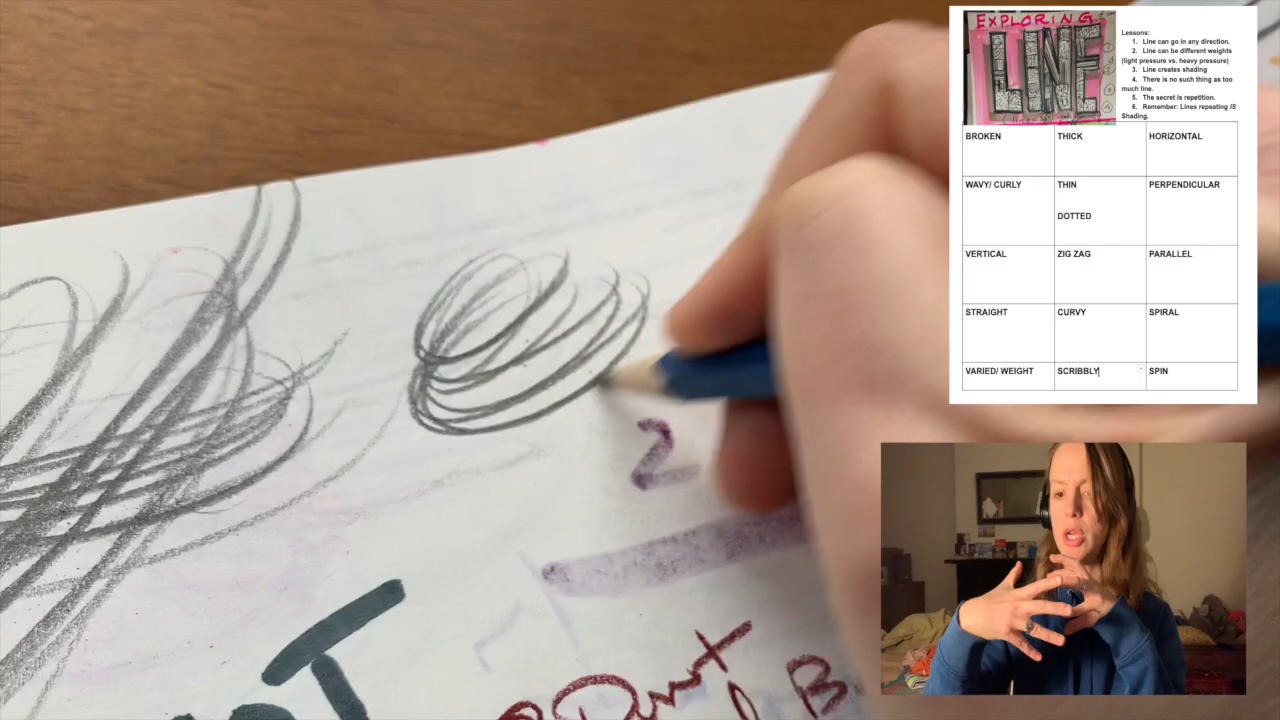 EXPLORING
LINE
Lessons:
1. Line can go in any direction.
2. Line can be different weights
(light pressure vs. heavy pressure)
3. Line creates shading
4. There is no such thing as too
much line.
5. The secret is repetition.
6. Remember: Lines repeating IS
Shading.
BROKEN THICK HORIZONTAL
WAVY/ CURLY THIN PERPENDICULAR
DOTTED
VERTICAL ZIG ZAG PARALLEL
STRAIGHT CURVY SPIRAL
VARIED/ WEIGHT SCRIBBLY SPIN
2